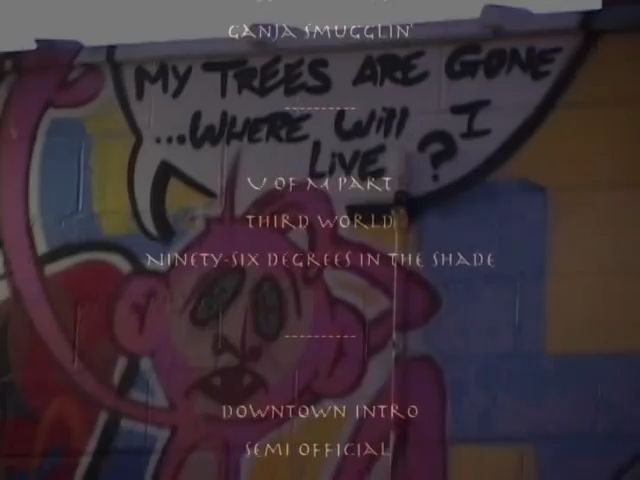 GANJA SMUGGLIN'
MY TREES ARE GONE
...WHERE WILL I
LIVE ?
U OF M PART
THIRD WORLD
NINETY-SIX DEGREES IN THE SHADE
DOWNTOWN INTRO
SEMI OFFICIAL